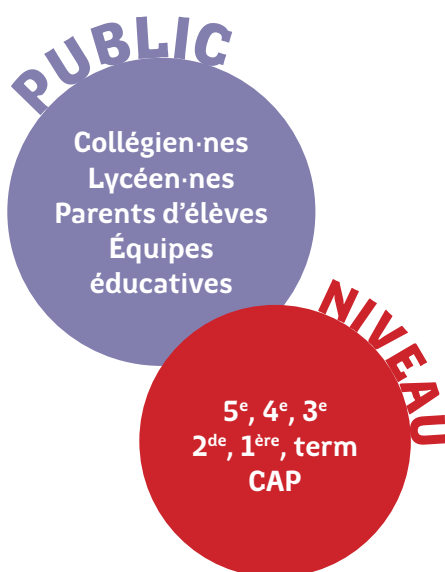 PUBLIC
Collégien·nes
Lycéen·nes
Parents d’élèves
Équipes
éducatives
NIVEAU
5ᵉ, 4ᵉ, 3ᵉ
2ᵈᵉ, 1ᵉ̀ʳᵉ, term
CAP